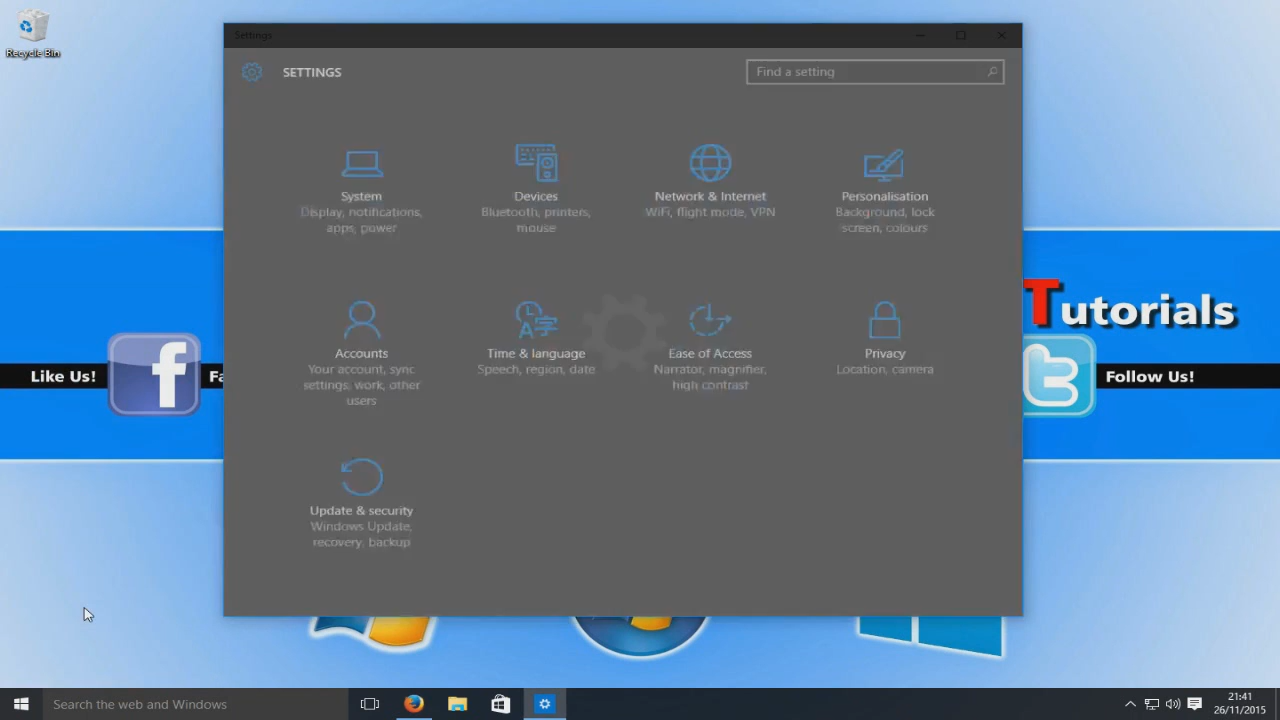 Recycle Bin
Settings
SETTINGS
Find a setting
System
Display, notifications,
apps, power
Devices
Bluetooth, printers,
mouse
Network & Internet
WiFi, flight mode, VPN
Personalisation
Background, lock
screen, colours
Accounts
Your account, sync
settings, work, other
users
Time & language
Speech, region, date
Ease of Access
Narrator, magnifier,
high contrast
Privacy
Location, camera
Update & security
Windows Update,
recovery, backup
Tutorials
Like Us!
Follow Us!
Search the web and Windows
21:41
26/11/2015